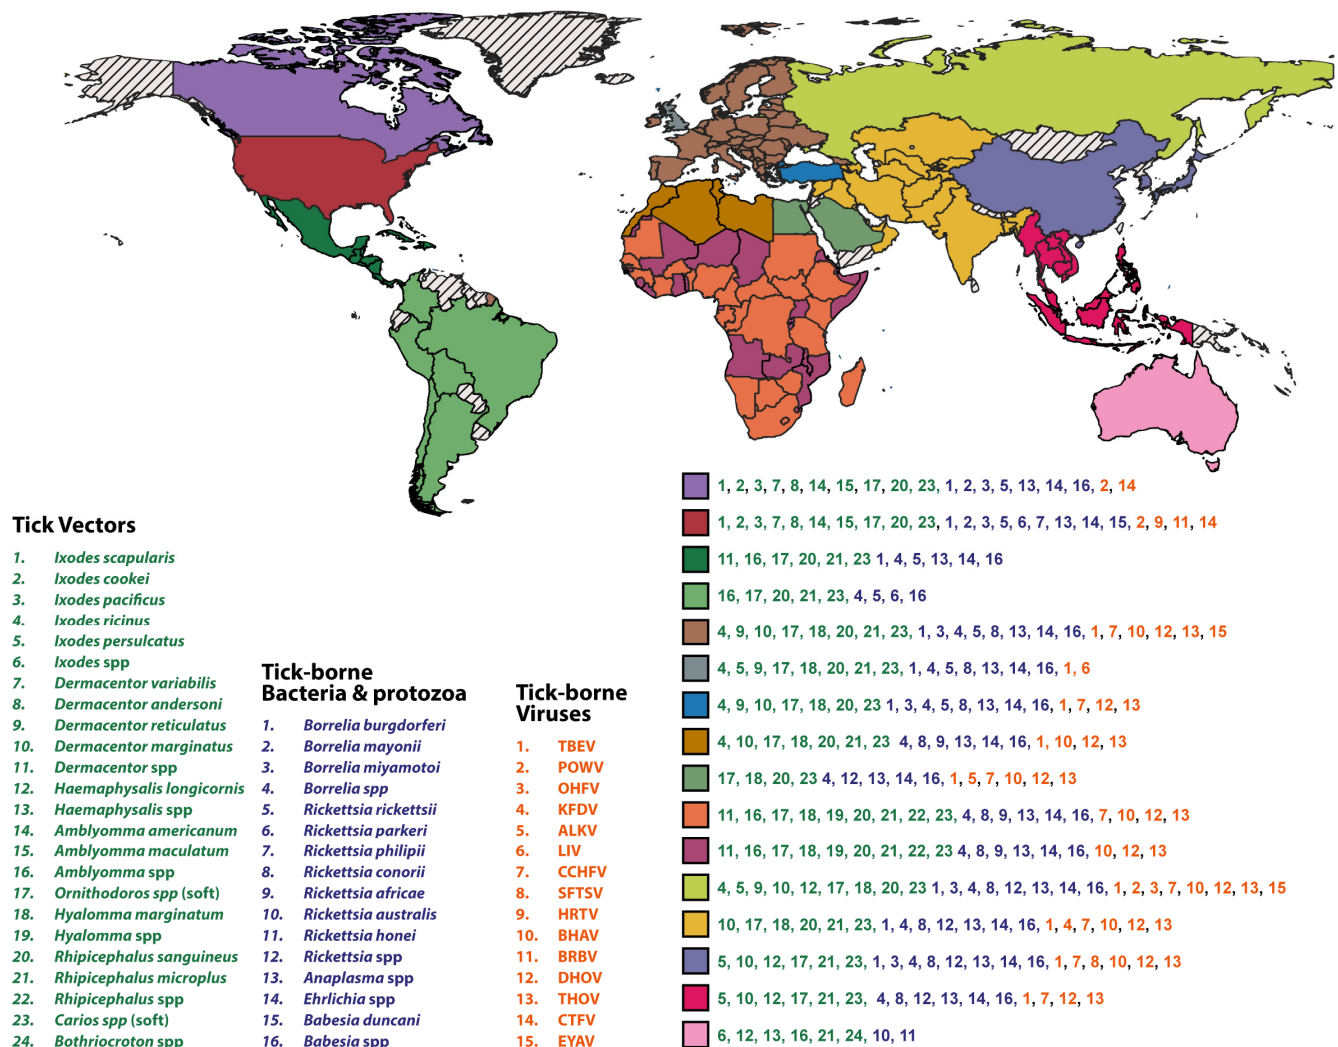 1, 2, 3, 7, 8, 14, 15, 17, 20, 23, 1, 2, 3, 5, 13, 14, 16, 2, 14
1, 2, 3, 7, 8, 14, 15, 17, 20, 23, 1, 2, 3, 5, 6, 7, 13, 14, 15, 2, 9, 11, 14
11, 16, 17, 20, 21, 23 1, 4, 5, 13, 14, 16
16, 17, 20, 21, 23, 4, 5, 6, 16
4, 9, 10, 17, 18, 20, 21, 23, 1, 3, 4, 5, 8, 13, 14, 16, 1, 7, 10, 12, 13, 15
4, 5, 9, 17, 18, 20, 21, 23, 1, 4, 5, 8, 13, 14, 16, 1, 6
4, 9, 10, 17, 18, 20, 23 1, 3, 4, 5, 8, 13, 14, 16, 1, 7, 12, 13
4, 10, 17, 18, 20, 21, 23 4, 8, 9, 13, 14, 16, 1, 10, 12, 13
17, 18, 20, 23 4, 12, 13, 14, 16, 1, 5, 7, 10, 12, 13
11, 16, 17, 18, 19, 20, 21, 22, 23, 4, 8, 9, 13, 14, 16, 7, 10, 12, 13
11, 16, 17, 18, 19, 20, 21, 22, 23 4, 8, 9, 13, 14, 16, 10, 12, 13
4, 5, 9, 10, 12, 17, 18, 20, 23 1, 3, 4, 8, 12, 13, 14, 16, 1, 2, 3, 7, 10, 12, 13, 15
10, 17, 18, 20, 21, 23, 1, 4, 8, 12, 13, 14, 16, 1, 4, 7, 10, 12, 13
5, 10, 12, 17, 21, 23, 1, 3, 4, 8, 12, 13, 14, 16, 1, 7, 8, 10, 12, 13
5, 10, 12, 17, 21, 23, 4, 8, 12, 13, 14, 16, 1, 7, 12, 13
6, 12, 13, 16, 21, 24, 10, 11
Tick Vectors
1. Ixodes scapularis
2. Ixodes cookei
3. Ixodes pacificus
4. Ixodes ricinus
5. Ixodes persulcatus
6. Ixodes spp
7. Dermacentor variabilis
8. Dermacentor andersoni
9. Dermacentor reticulatus
10. Dermacentor marginatus
11. Dermacentor spp
12. Haemaphysalis longicornis
13. Haemaphysalis spp
14. Amblyomma americanum
15. Amblyomma maculatum
16. Amblyomma spp
17. Ornithodoros spp (soft)
18. Hyalomma marginatum
19. Hyalomma spp
20. Rhipicephalus sanguineus
21. Rhipicephalus microplus
22. Rhipicephalus spp
23. Carios spp (soft)
24. Bothriocroton spp
Tick-borne
Bacteria & protozoa
1. Borrelia burgdorferi
2. Borrelia mayonii
3. Borrelia miyamotoi
4. Borrelia spp
5. Rickettsia rickettsii
6. Rickettsia parkeri
7. Rickettsia philipii
8. Rickettsia conorii
9. Rickettsia africae
10. Rickettsia australis
11. Rickettsia honei
12. Rickettsia spp
13. Anaplasma spp
14. Ehrlichia spp
15. Babesia duncani
16. Babesia spp
Tick-borne
Viruses
1. TBEV
2. POWV
3. OHFV
4. KFDV
5. ALKV
6. LIV
7. CCHFV
8. SFTSV
9. HRTV
10. BHAV
11. BRBV
12. DHOV
13. THOV
14. CTFV
15. EYAV